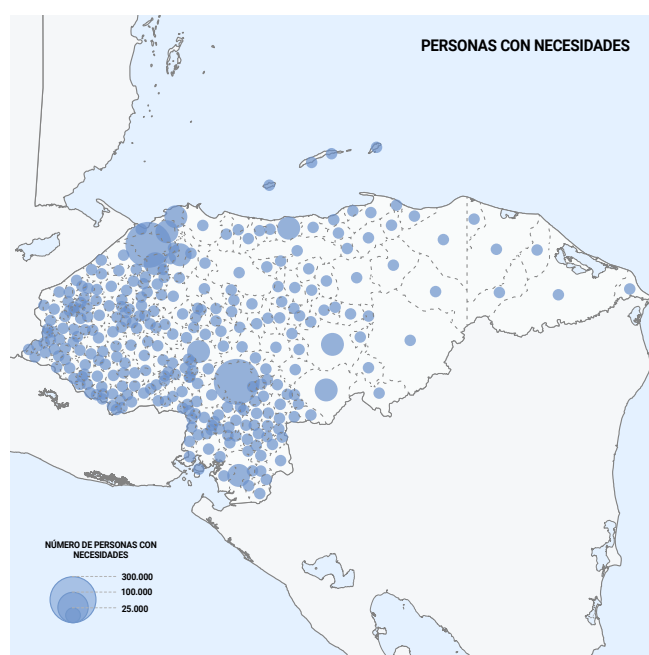 PERSONAS CON NECESIDADES
NÚMERO DE PERSONAS CON
NECESIDADES
300.000
100.000
25.000